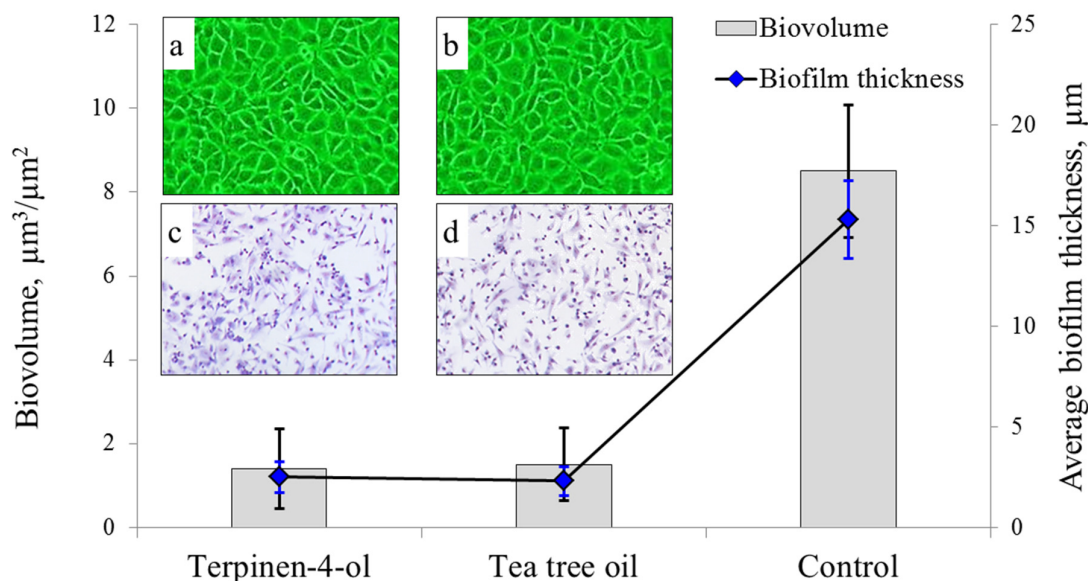 12
10
8
6
4
2
0
Biovolume, µm³/µm²
a
b
c
d
Biovolume
Biofilm thickness
25
20
15
10
5
0
Average biofilm thickness, µm
Terpinen-4-ol
Tea tree oil
Control